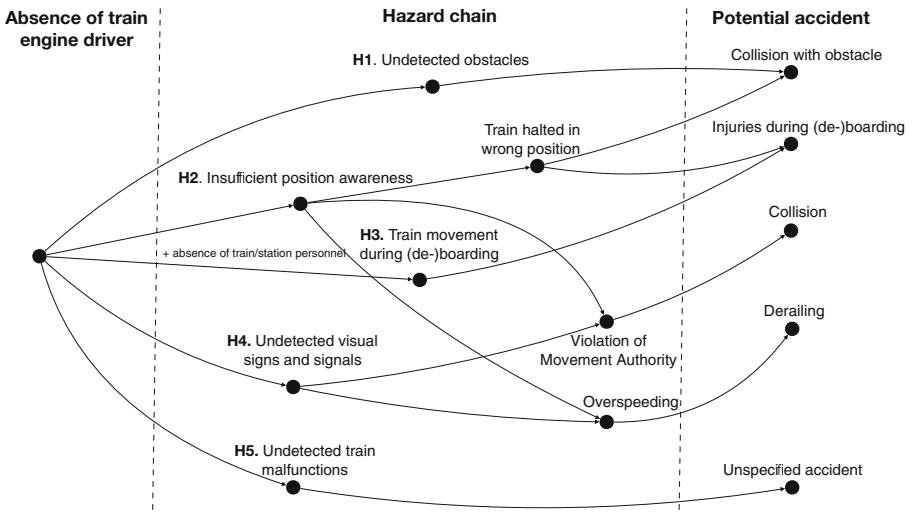 Absence of train
engine driver
Hazard chain
Potential accident
H1. Undetected obstacles
Collision with obstacle
Train halted in
wrong position
Injuries during (de-)boarding
H2. Insufficient position awareness
H3. Train movement
during (de-)boarding
+ absence of train/station personnel
Collision
H4. Undetected visual
signs and signals
Violation of
Movement Authority
Derailing
Overspeeding
H5. Undetected train
malfunctions
Unspecified accident